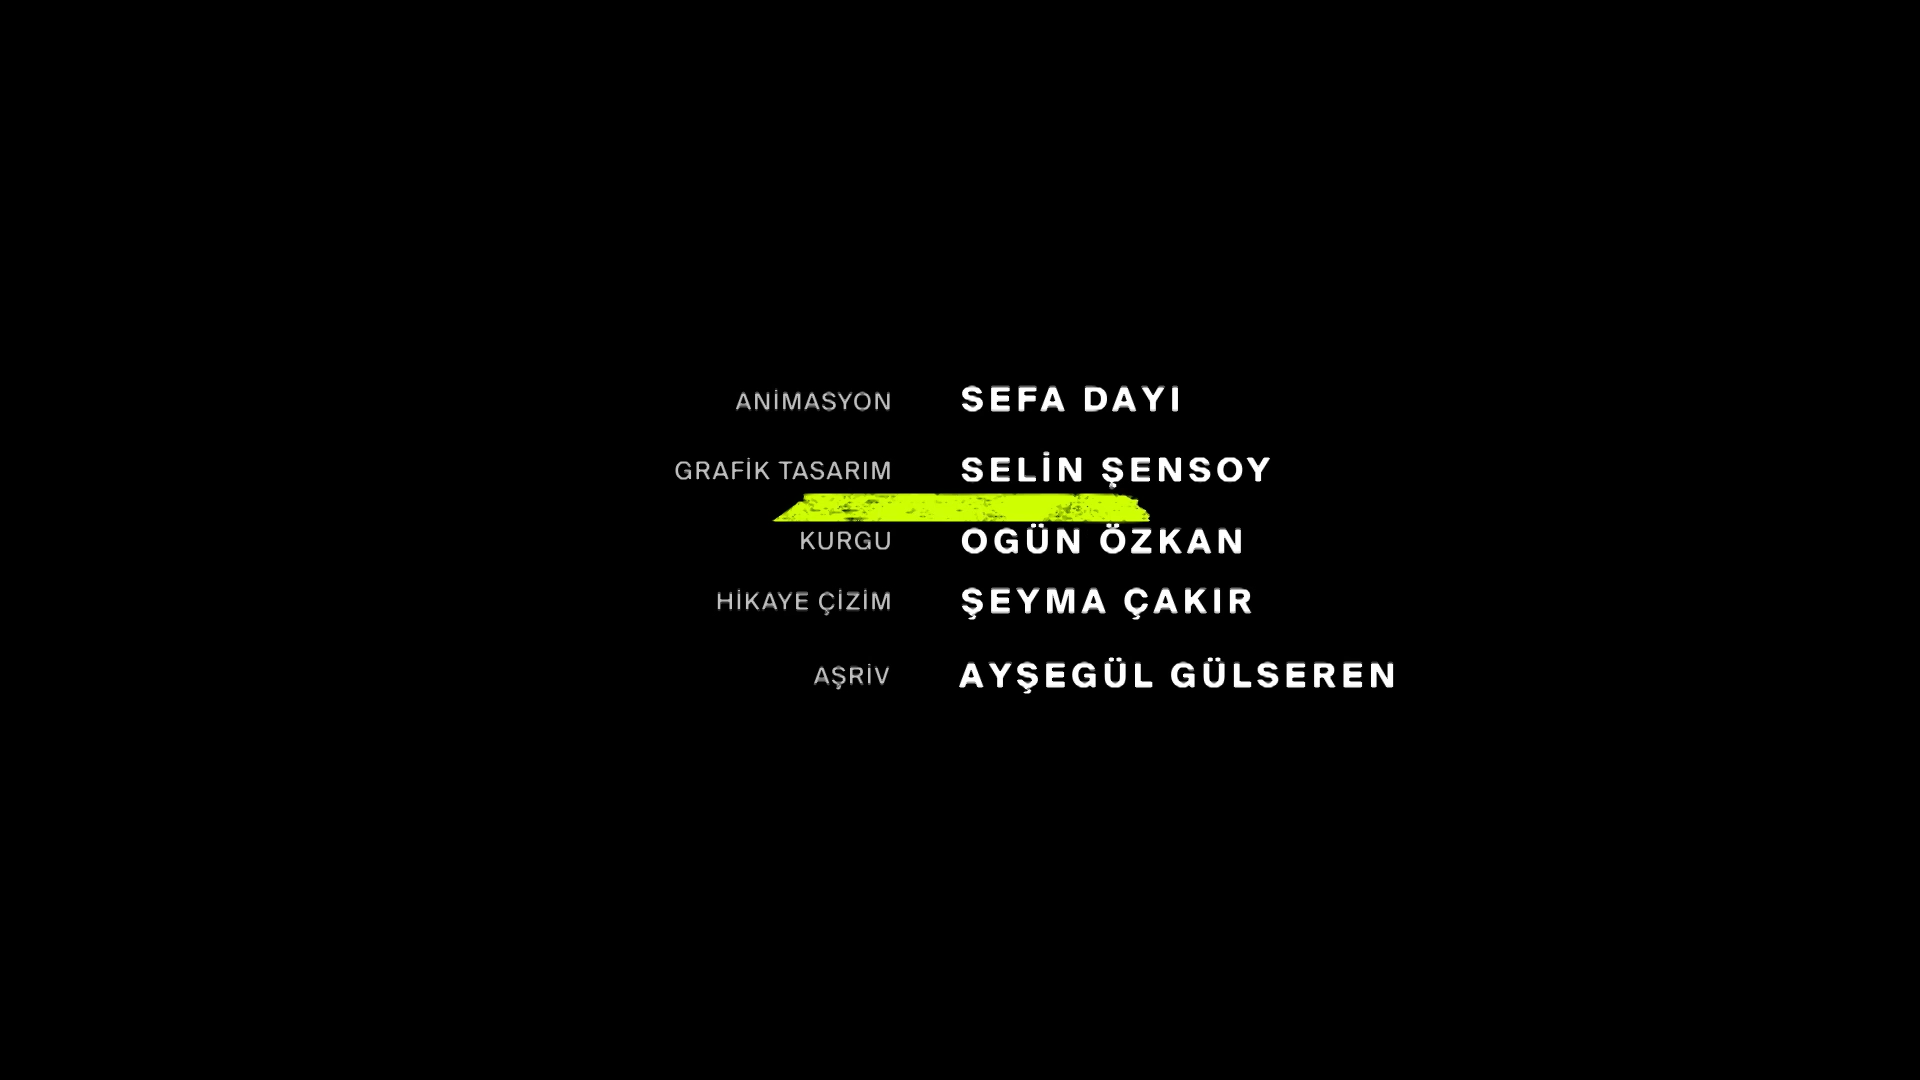 ANİMASYON SEFA DAYI
GRAFİK TASARIM SELİN ŞENSOY
KURGU OGÜN ÖZKAN
HİKAYE ÇİZİM ŞEYMA ÇAKIR
AŞRİV AYŞEGÜL GÜLSEREN